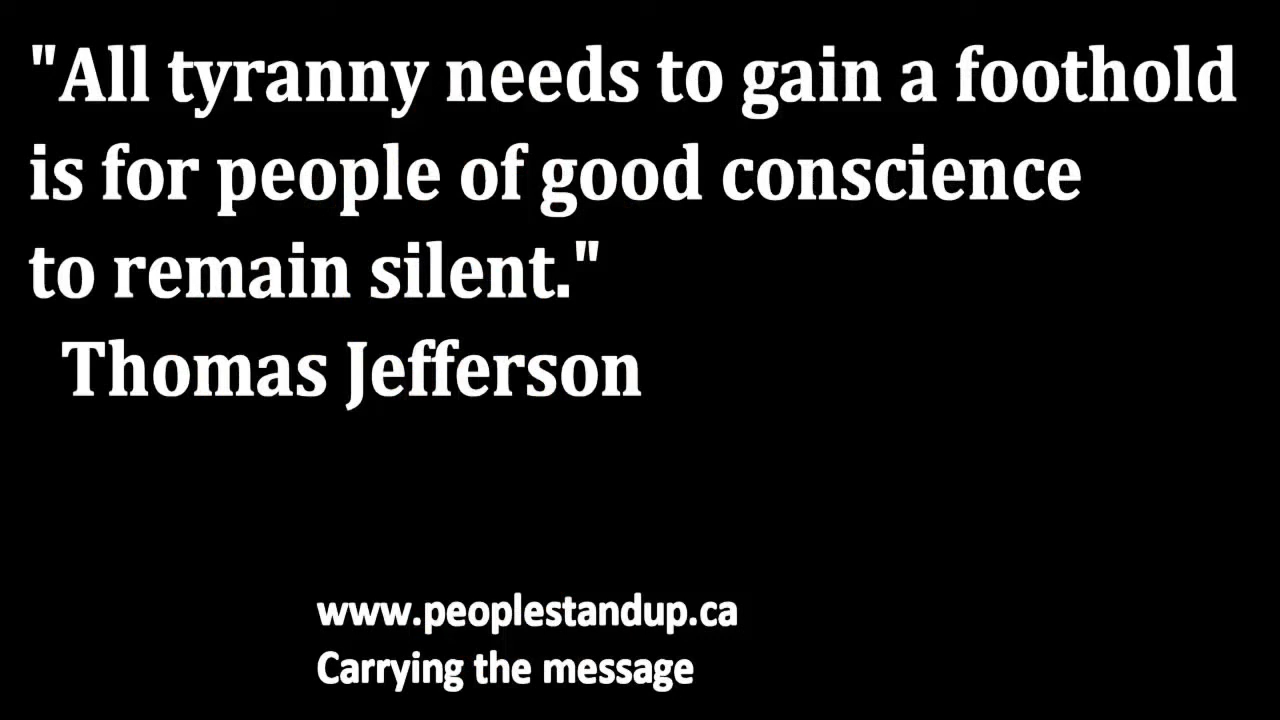 "All tyranny needs to gain a foothold
is for people of good conscience
to remain silent."
Thomas Jefferson
www.peoplestandup.ca
Carrying the message